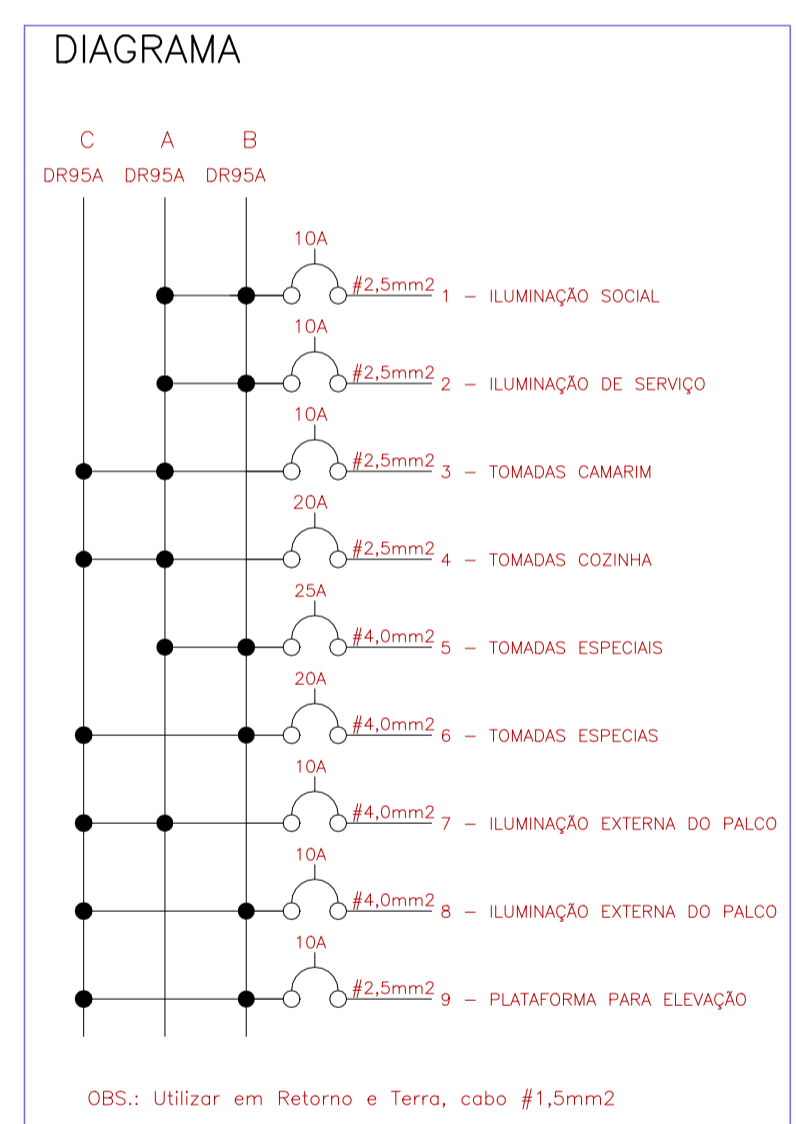 DIAGRAMA
C A B
DR95A DR95A DR95A
10A
#2,5mm2
1 - ILUMINAÇÃO SOCIAL
10A
#2,5mm2
2 - ILUMINAÇÃO DE SERVIÇO
10A
#2,5mm2
3 - TOMADAS CAMARIM
20A
#2,5mm2
4 - TOMADAS COZINHA
25A
#4,0mm2
5 - TOMADAS ESPECIAIS
20A
#4,0mm2
6 - TOMADAS ESPECIAS
10A
#4,0mm2
7 - ILUMINAÇÃO EXTERNA DO PALCO
10A
#4,0mm2
8 - ILUMINAÇÃO EXTERNA DO PALCO
10A
#2,5mm2
9 - PLATAFORMA PARA ELEVAÇÃO
OBS.: Utilizar em Retorno e Terra, cabo #1,5mm2